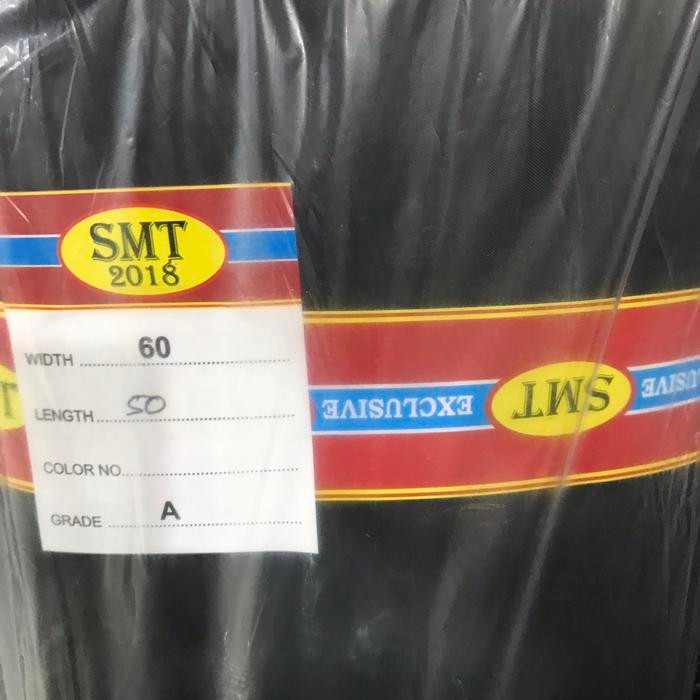 SMT
2018
WIDTH 60
LENGTH 50
COLOR NO.
GRADE A
EXCLUSIVE
SMT